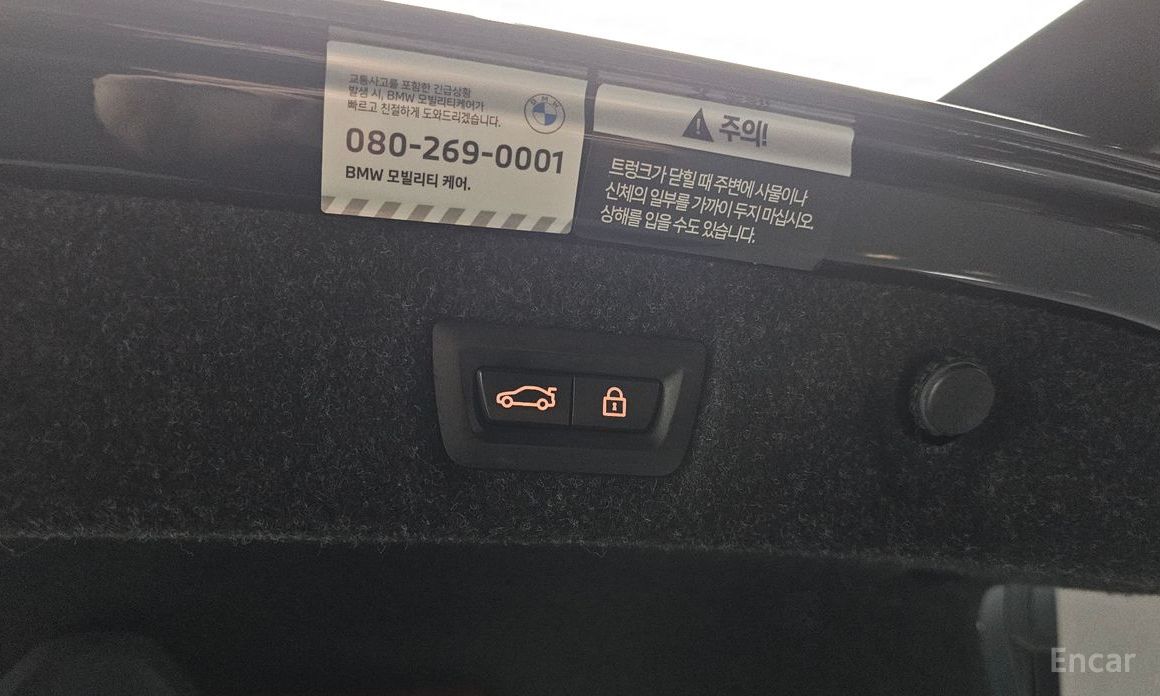 교통사고를 포함한 긴급상황
발생 시, BMW 모빌리티케어가
빠르고 친절하게 도와드리겠습니다.
BMW
080-269-0001
BMW 모빌리티 케어.
주의!
트렁크가 닫힐 때 주변에 사물이나
신체의 일부를 가까이 두지 마십시오.
상해를 입을 수도 있습니다.
Encar